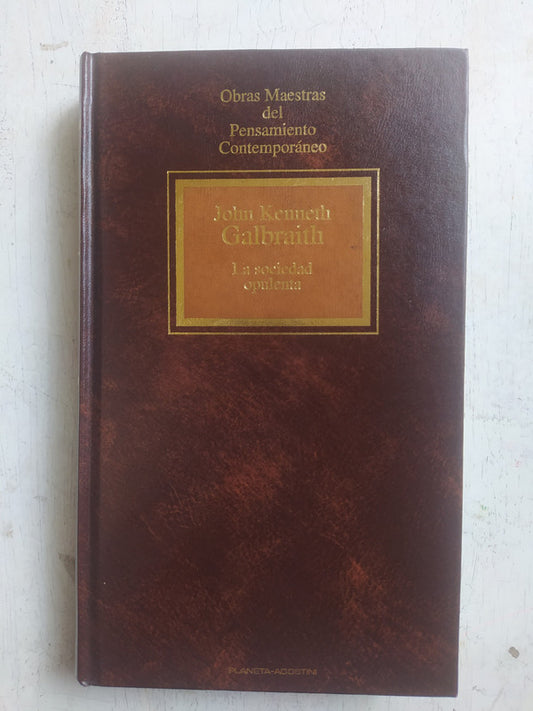 Obras Maestras
del
Pensamiento
Contemporáneo
John Kenneth
Galbraith
La sociedad
opulenta
PLANETA-AGOSTINI